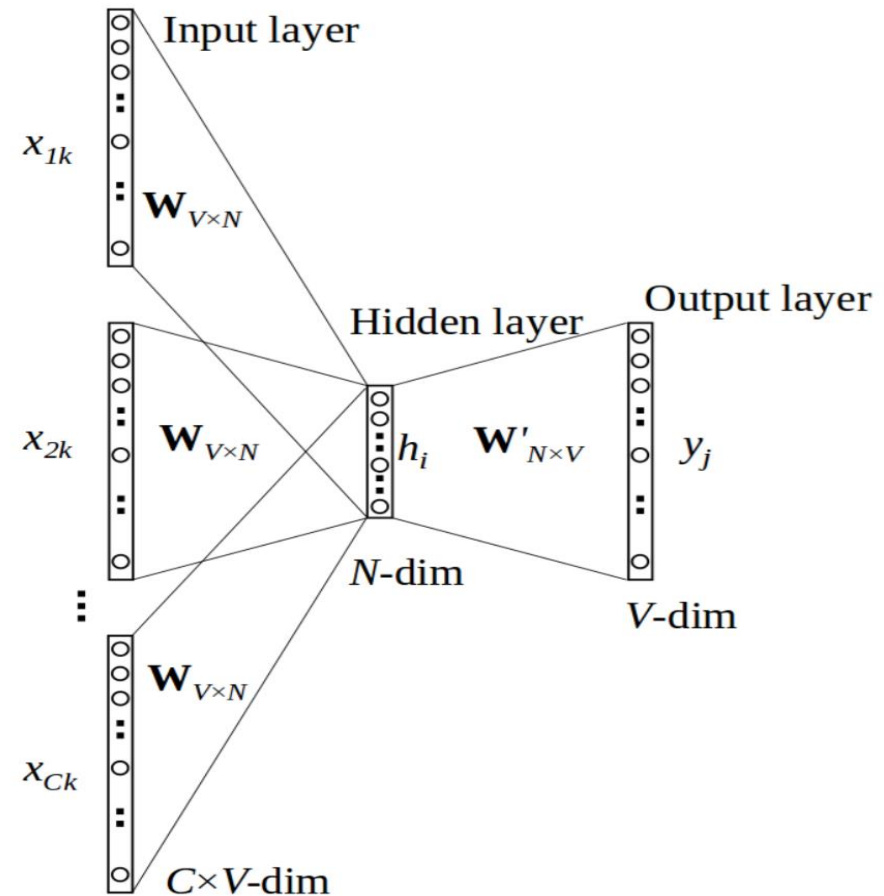 Input layer
x1k
WV×N
Output layer
Hidden layer
x2k
WV×N
hi
W'N×V
yj
N-dim
V-dim
WV×N
xCk
C×V-dim